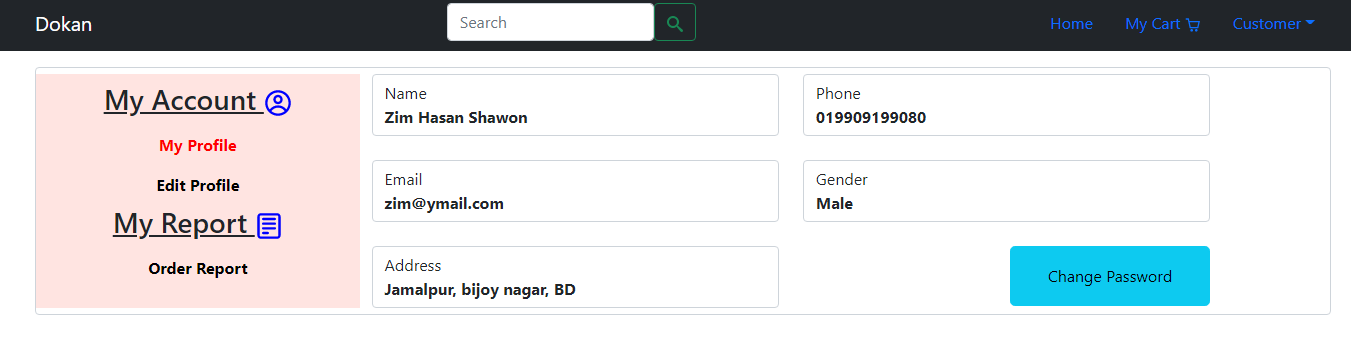 Dokan
Search
Home
My Cart
Customer
My Account
My Profile
Edit Profile
My Report
Order Report
Name
Zim Hasan Shawon
Phone
019909199080
Email
zim@ymail.com
Gender
Male
Address
Jamalpur, bijoy nagar, BD
Change Password